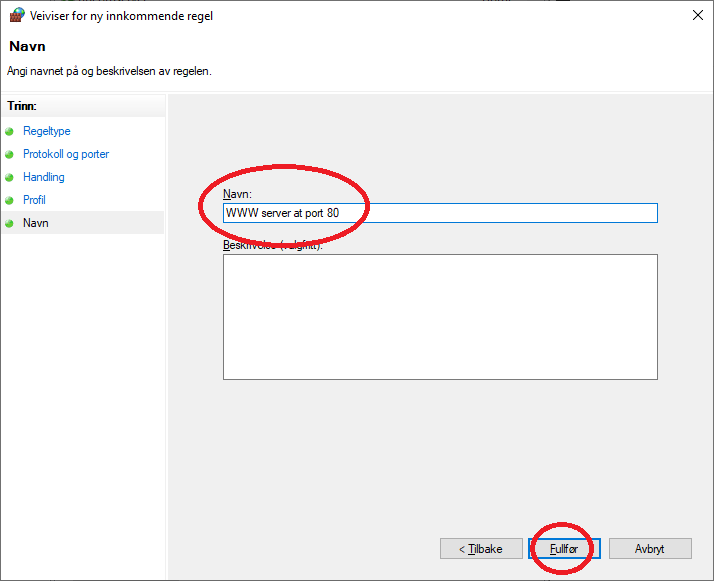 Veiviser for ny innkommende regel
Navn
Angi navnet på og beskrivelsen av regelen.
Trinn:
Regeltype
Protokoll og porter
Handling
Profil
Navn
Navn:
WWW server at port 80
Beskrivelse (valgfritt):
< Tilbake
Fullfør
Avbryt